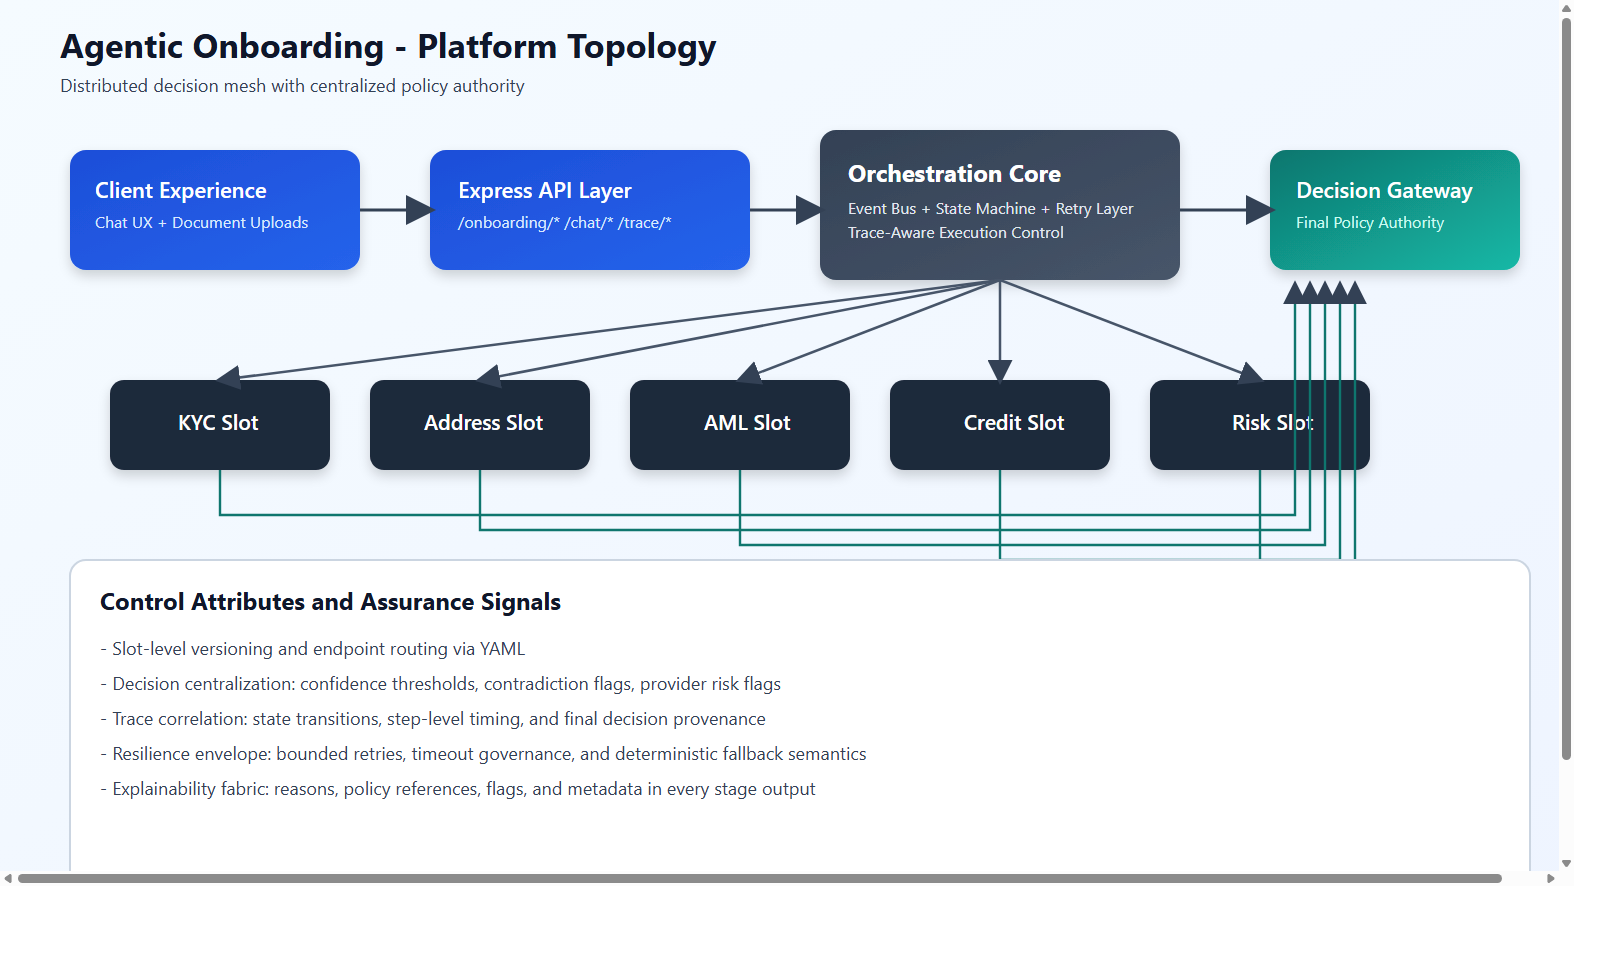 Agentic Onboarding - Platform Topology
Distributed decision mesh with centralized policy authority
Client Experience
Chat UX + Document Uploads
Express API Layer
/onboarding/* /chat/* /trace/*
Orchestration Core
Event Bus + State Machine + Retry Layer
Trace-Aware Execution Control
Decision Gateway
Final Policy Authority
KYC Slot
Address Slot
AML Slot
Credit Slot
Risk Slot
Control Attributes and Assurance Signals
- Slot-level versioning and endpoint routing via YAML
- Decision centralization: confidence thresholds, contradiction flags, provider risk flags
- Trace correlation: state transitions, step-level timing, and final decision provenance
- Resilience envelope: bounded retries, timeout governance, and deterministic fallback semantics
- Explainability fabric: reasons, policy references, flags, and metadata in every stage output